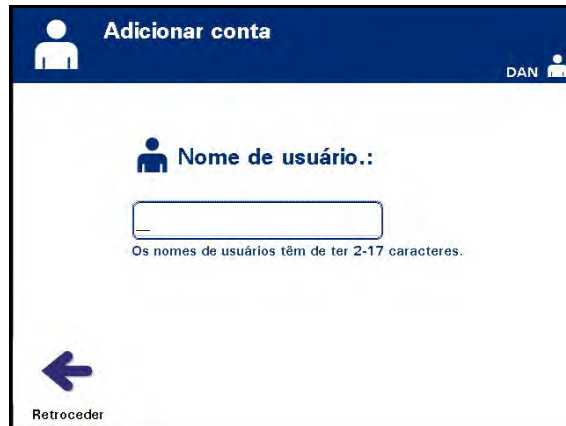 Adicionar conta
DAN
Nome de usuário.:
_
Os nomes de usuários têm de ter 2-17 caracteres.
Retroceder